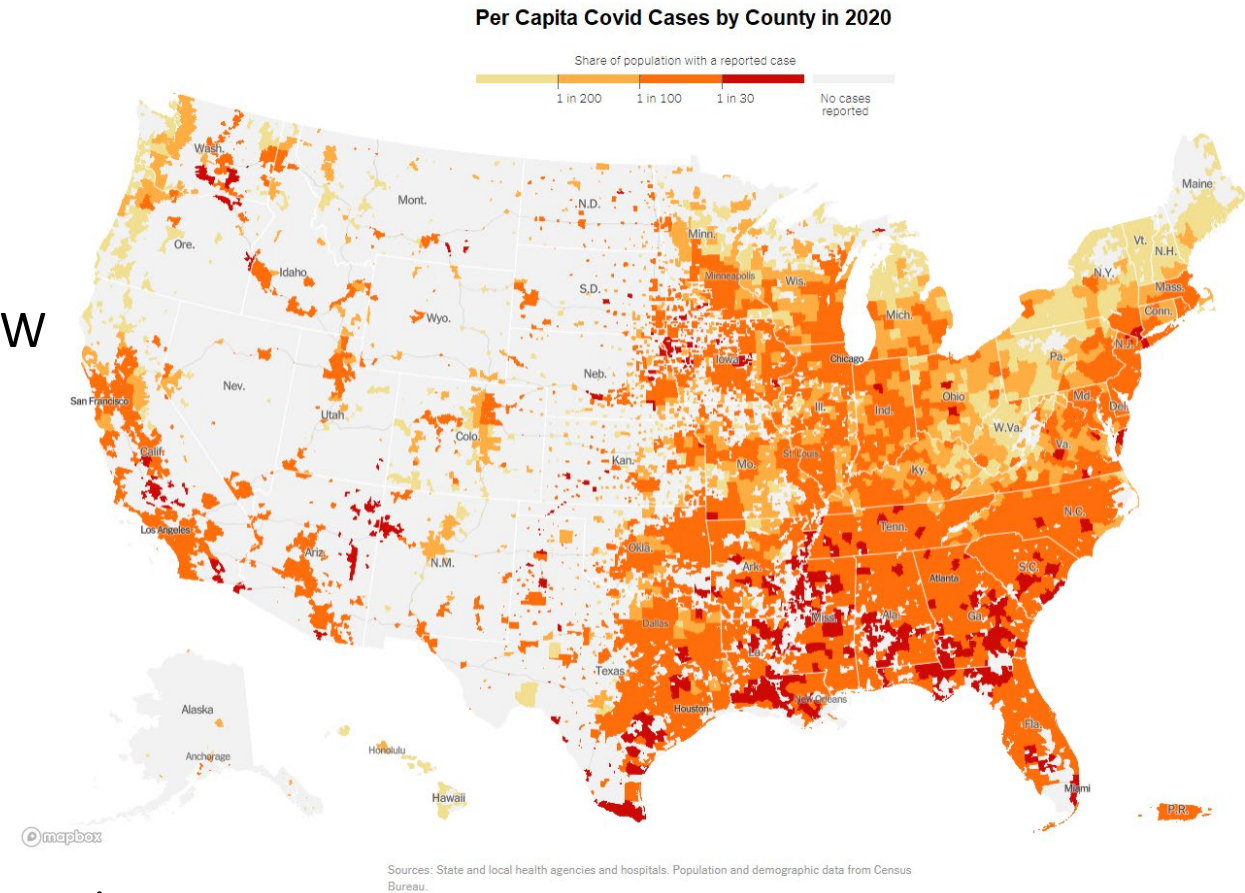 Per Capita Covid Cases by County in 2020
Share of population with a reported case
1 in 200
1 in 100
1 in 30
No cases
reported
Wash.
Mont.
N.D.
Minn.
Maine
Ore.
Idaho
S.D.
Minneapolis
Wis.
Vt.
N.H.
N.Y.
Mass.
W
Wyo.
Mich.
Conn.
Neb.
Iowa
Chicago
Pa.
N.J.
San Francisco
Nev.
Utah
Colo.
Ill.
Ind.
Ohio
Md.
Del.
W.Va.
Calif.
Kan.
Mo.
St. Louis
Ky.
Va.
Los Angeles
Ariz.
N.M.
Okla.
Ark.
Tenn.
N.C.
Atlanta
S.C.
Dallas
Miss.
Ala.
Ga.
Texas
La.
Houston
New Orleans
Fla.
Miami
Alaska
Anchorage
Honolulu
Hawaii
P.R.
mapbox
Sources: State and local health agencies and hospitals. Population and demographic data from Census
Bureau.